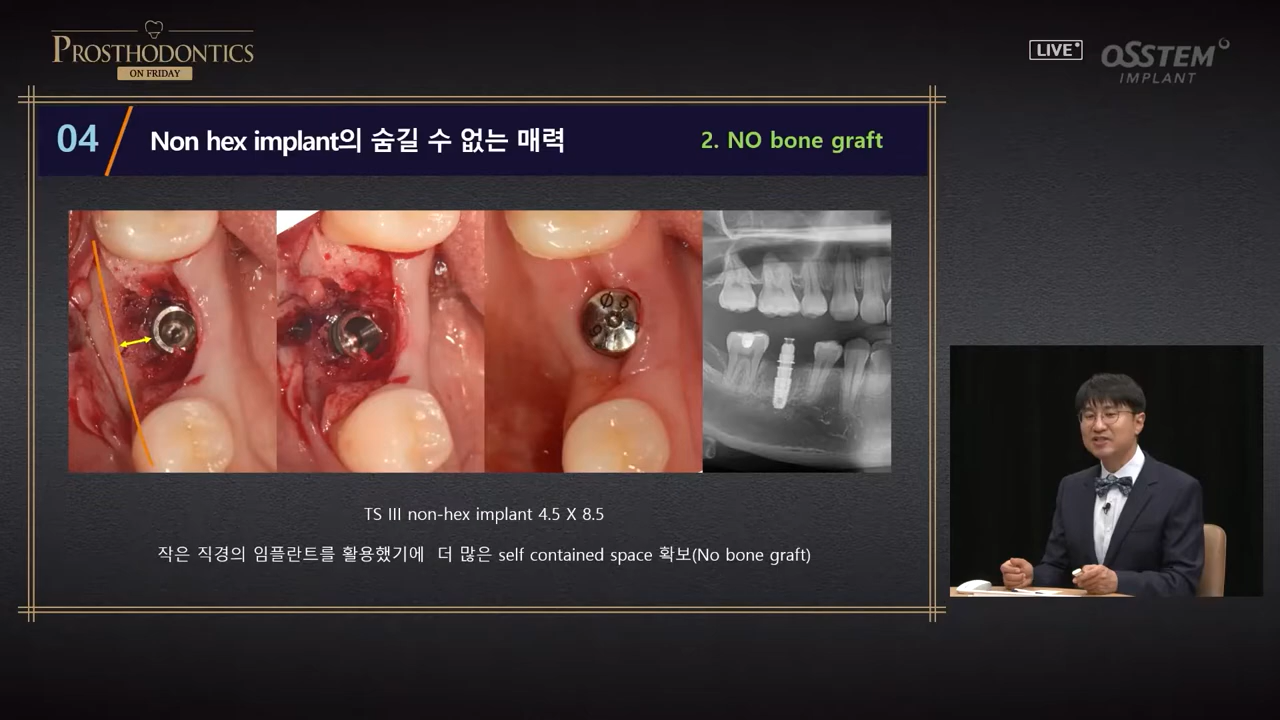 PROSTHODONTICS
ON FRIDAY
LIVE
OSSTEM
IMPLANT
04
Non hex implant의 숨길 수 없는 매력
2. NO bone graft
Ø 5
TS III non-hex implant 4.5 X 8.5
작은 직경의 임플란트를 활용했기에 더 많은 self contained space 확보(No bone graft)